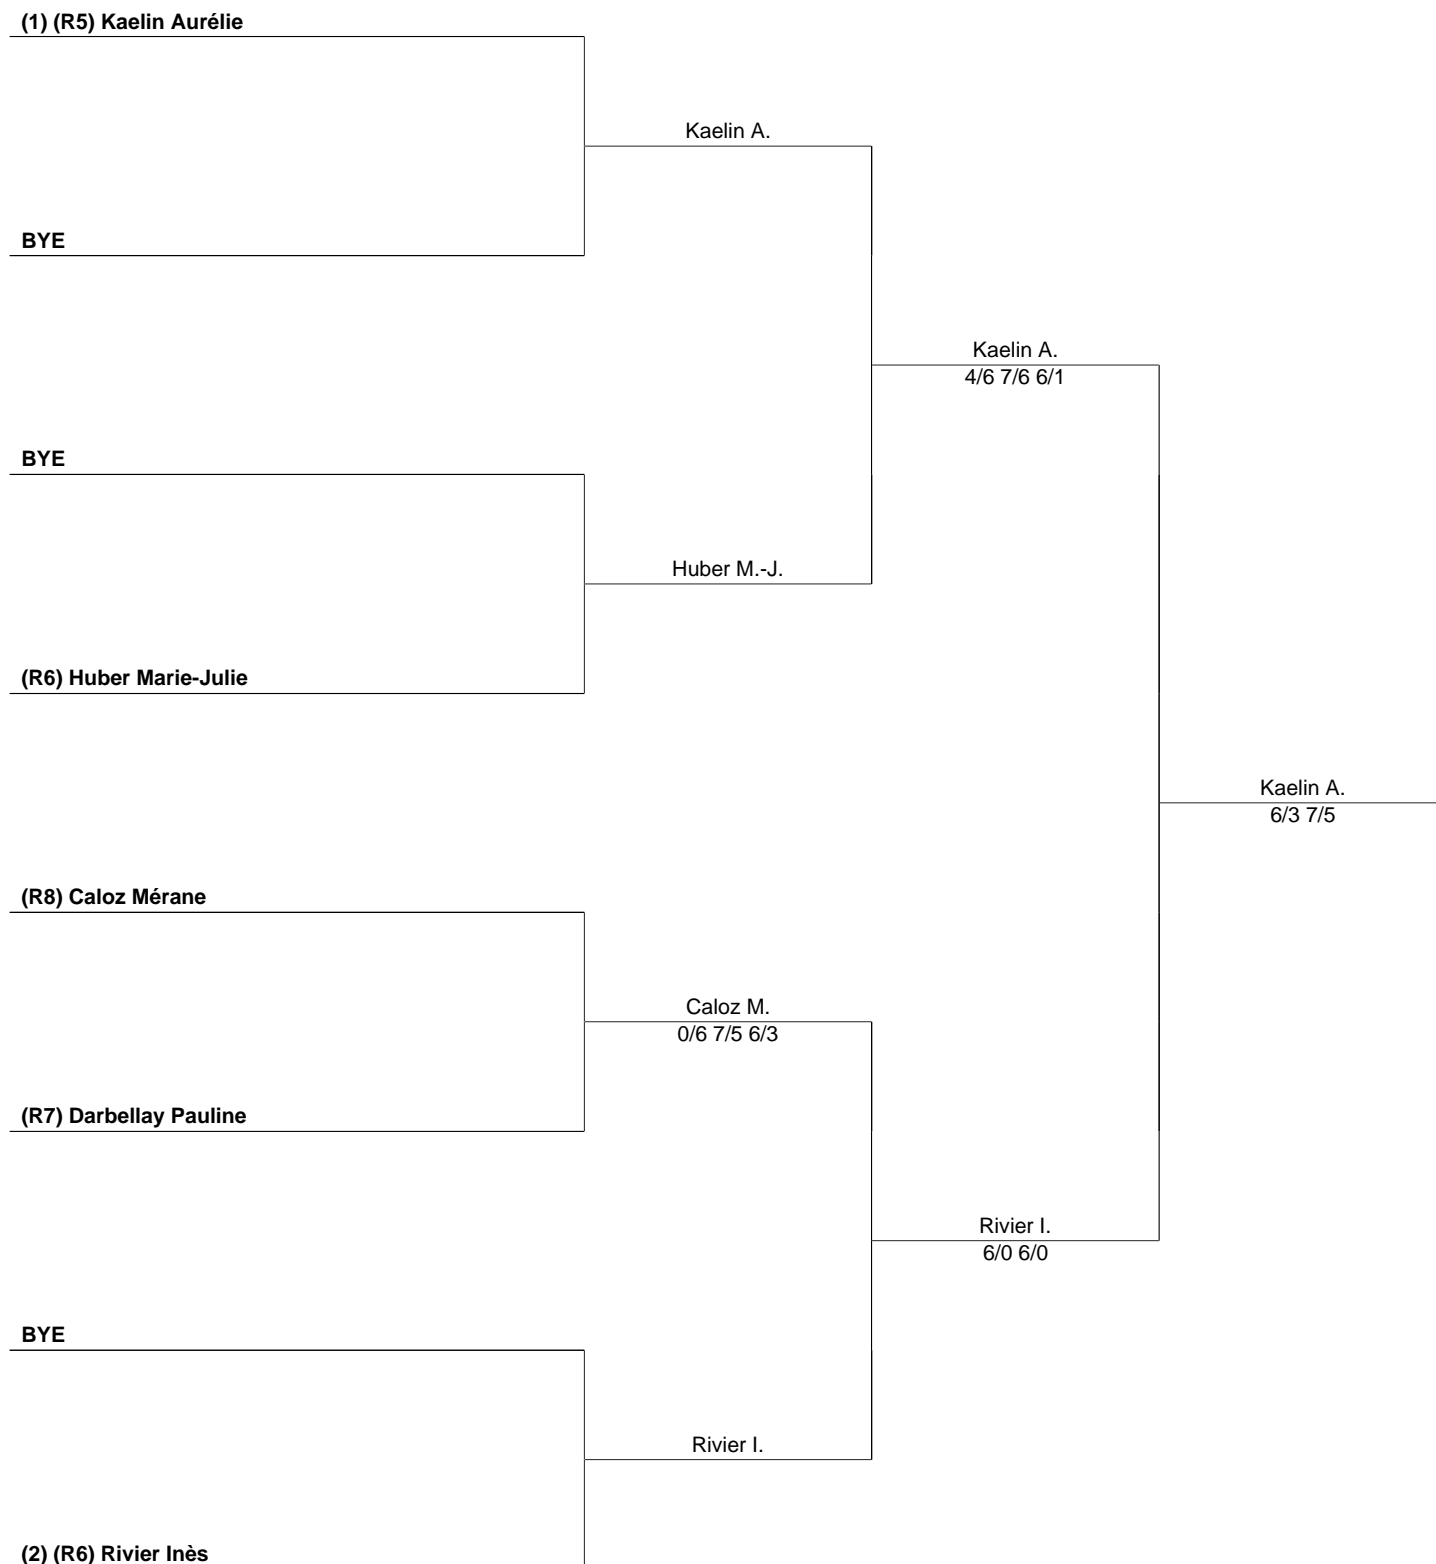 (1) (R5) Kaelin Aurélie
Kaelin A.
BYE
Kaelin A.
4/6 7/6 6/1
BYE
Huber M.-J.
(R6) Huber Marie-Julie
Kaelin A.
6/3 7/5
(R8) Caloz Mérane
Caloz M.
0/6 7/5 6/3
(R7) Darbellay Pauline
Rivier I.
6/0 6/0
BYE
Rivier I.
(2) (R6) Rivier Inès